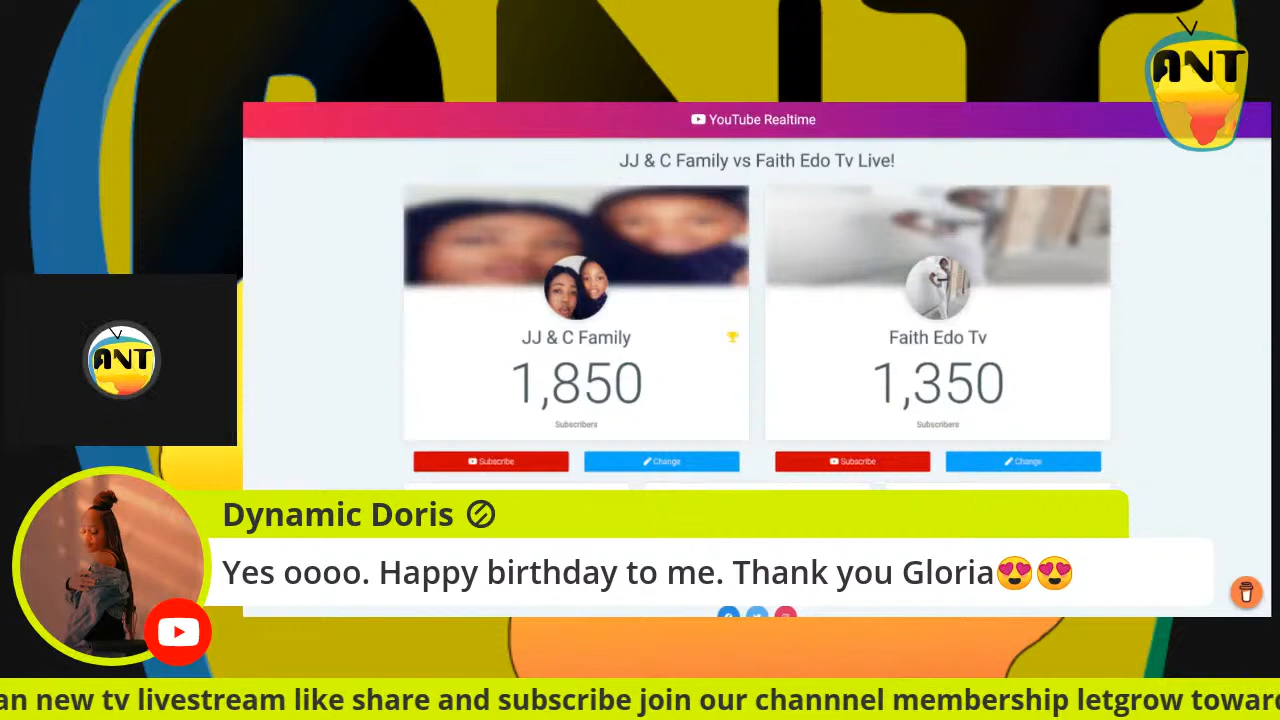 ANT
YouTube Realtime
JJ & C Family vs Faith Edo Tv Live!
JJ & C Family
1,850
Subscribers
Subscribe
Change
Faith Edo Tv
1,350
Subscribers
Subscribe
Change
ANT
Dynamic Doris
Yes oooo. Happy birthday to me. Thank you Gloria😍😍
an new tv livestream like share and subscribe join our channnel membership letgrow towar